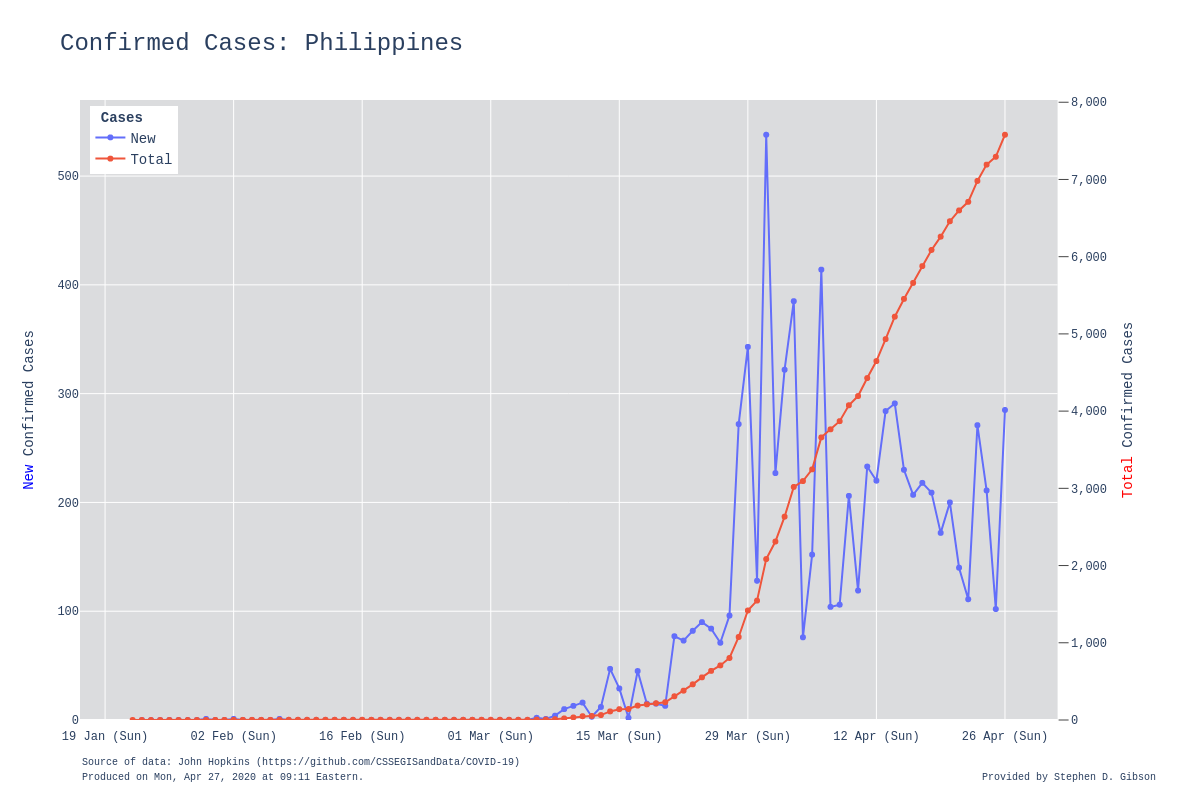 Confirmed Cases: Philippines
Cases
New
Total
500
400
300
200
100
0
New Confirmed Cases
8,000
7,000
6,000
5,000
4,000
3,000
2,000
1,000
0
Total Confirmed Cases
19 Jan (Sun) 02 Feb (Sun) 16 Feb (Sun) 01 Mar (Sun) 15 Mar (Sun) 29 Mar (Sun) 12 Apr (Sun) 26 Apr (Sun)
Source of data: John Hopkins (https://github.com/CSSEGISandData/COVID-19)
Produced on Mon, Apr 27, 2020 at 09:11 Eastern.
Provided by Stephen D. Gibson